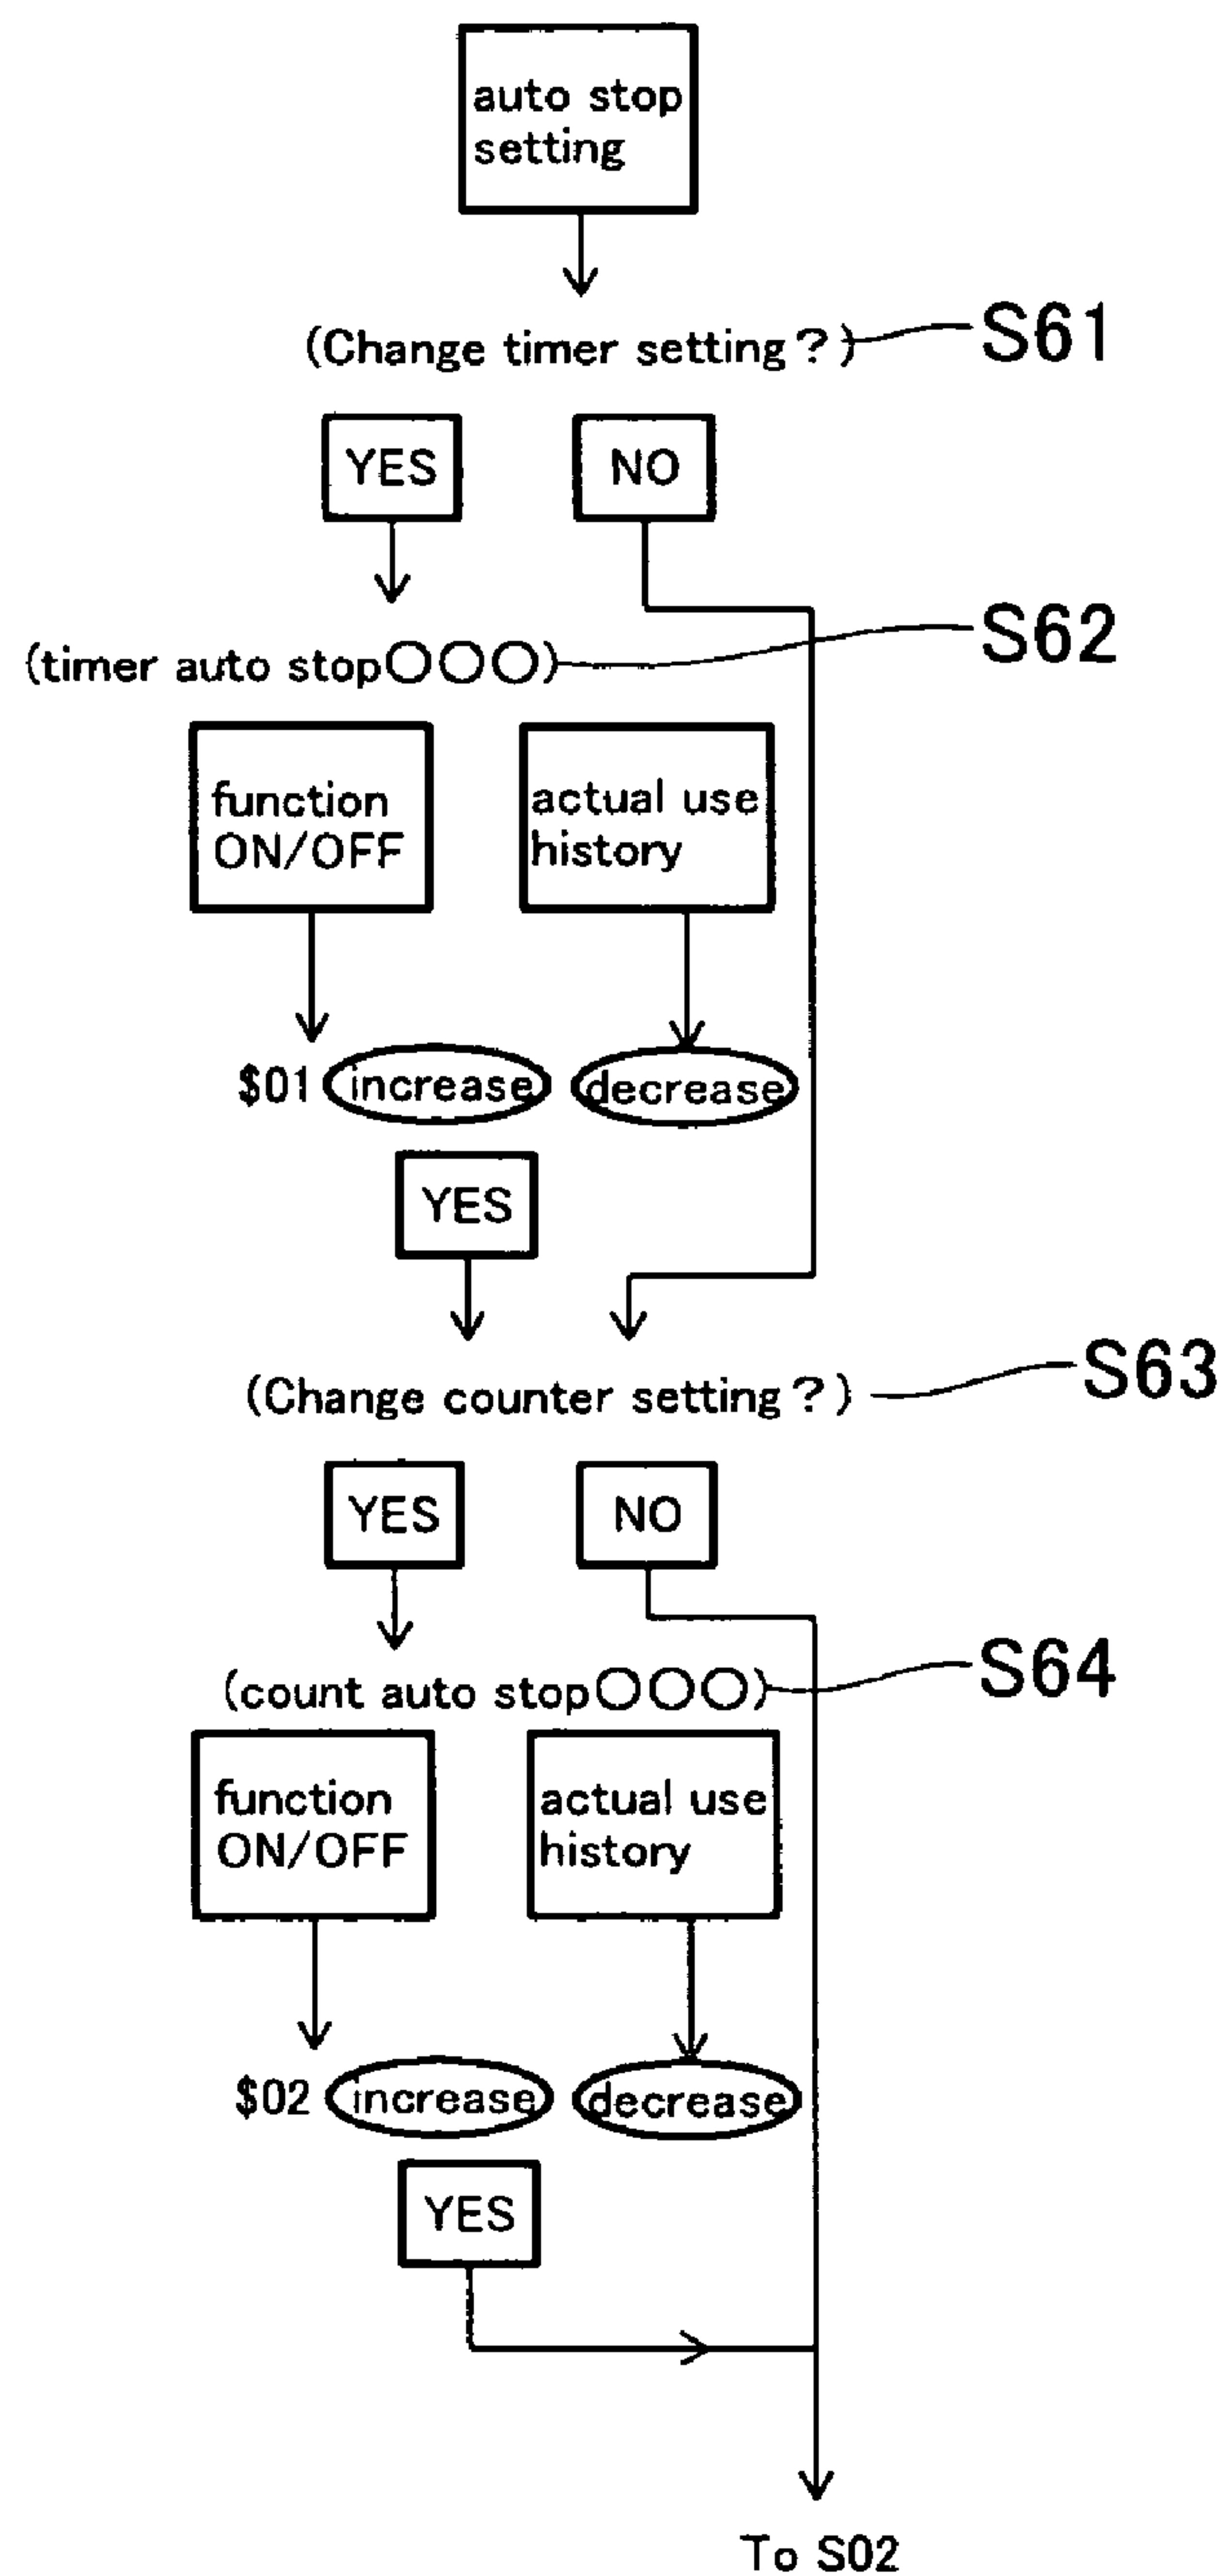 auto stop
setting
(Change timer setting?)
S61
YES
NO
(timer auto stop○○○)
S62
function
ON/OFF
actual use
history
$01
increase
decrease
YES
(Change counter setting?)
S63
YES
NO
(count auto stop○○○)
S64
function
ON/OFF
actual use
history
$02
increase
decrease
YES
To S02